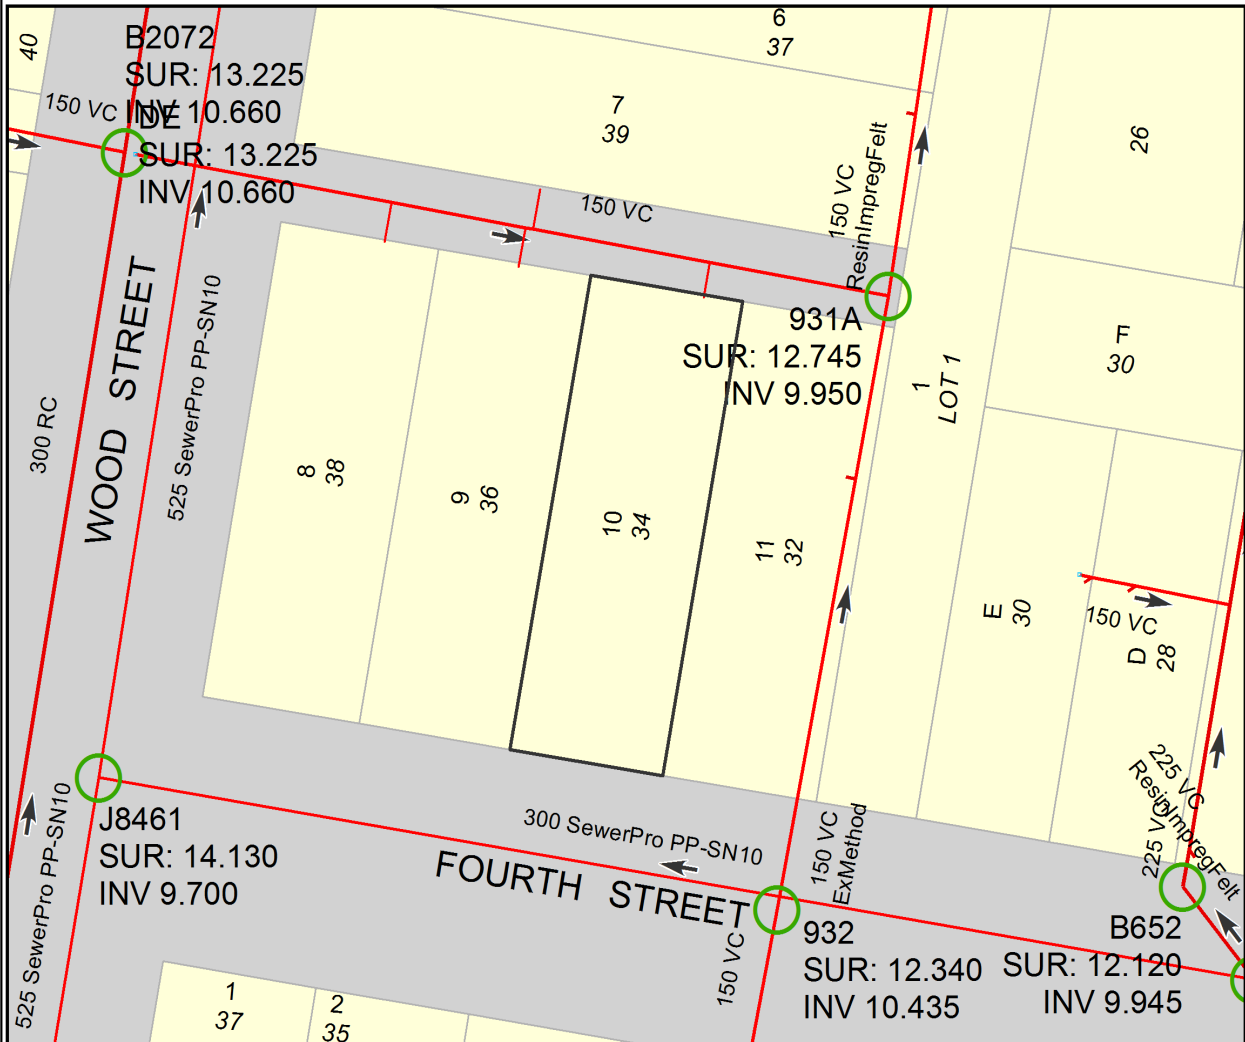 40
B2072
SUR: 13.225
INV 10.660
DE
SUR: 13.225
INV 10.660
150 VC
6
37
7
39
150 VC
150 VC
ResinImpregFelt
26
931A
SUR: 12.745
INV 9.950
1
LOT 1
F
30
WOOD STREET
300 RC
525 SewerPro PP-SN10
8
38
9
36
10
34
11
32
E
30
150 VC
D
28
225 VC
ResinImpregFelt
225 VC
525 SewerPro PP-SN10
J8461
SUR: 14.130
INV 9.700
300 SewerPro PP-SN10
FOURTH STREET
150 VC
ExMethod
150 VC
932
SUR: 12.340
INV 10.435
B652
SUR: 12.120
INV 9.945
1
37
2
35